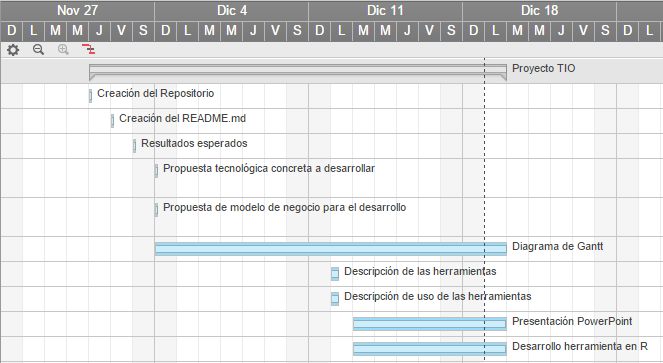 Nov 27 Dic 4 Dic 11 Dic 18
D L M M J V S D L M M J V S D L M M J V S D L M M J V S D L
Proyecto TIO
Creación del Repositorio
Creación del README.md
Resultados esperados
Propuesta tecnológica concreta a desarrollar
Propuesta de modelo de negocio para el desarrollo
Diagrama de Gantt
Descripción de las herramientas
Descripción de uso de las herramientas
Presentación PowerPoint
Desarrollo herramienta en R